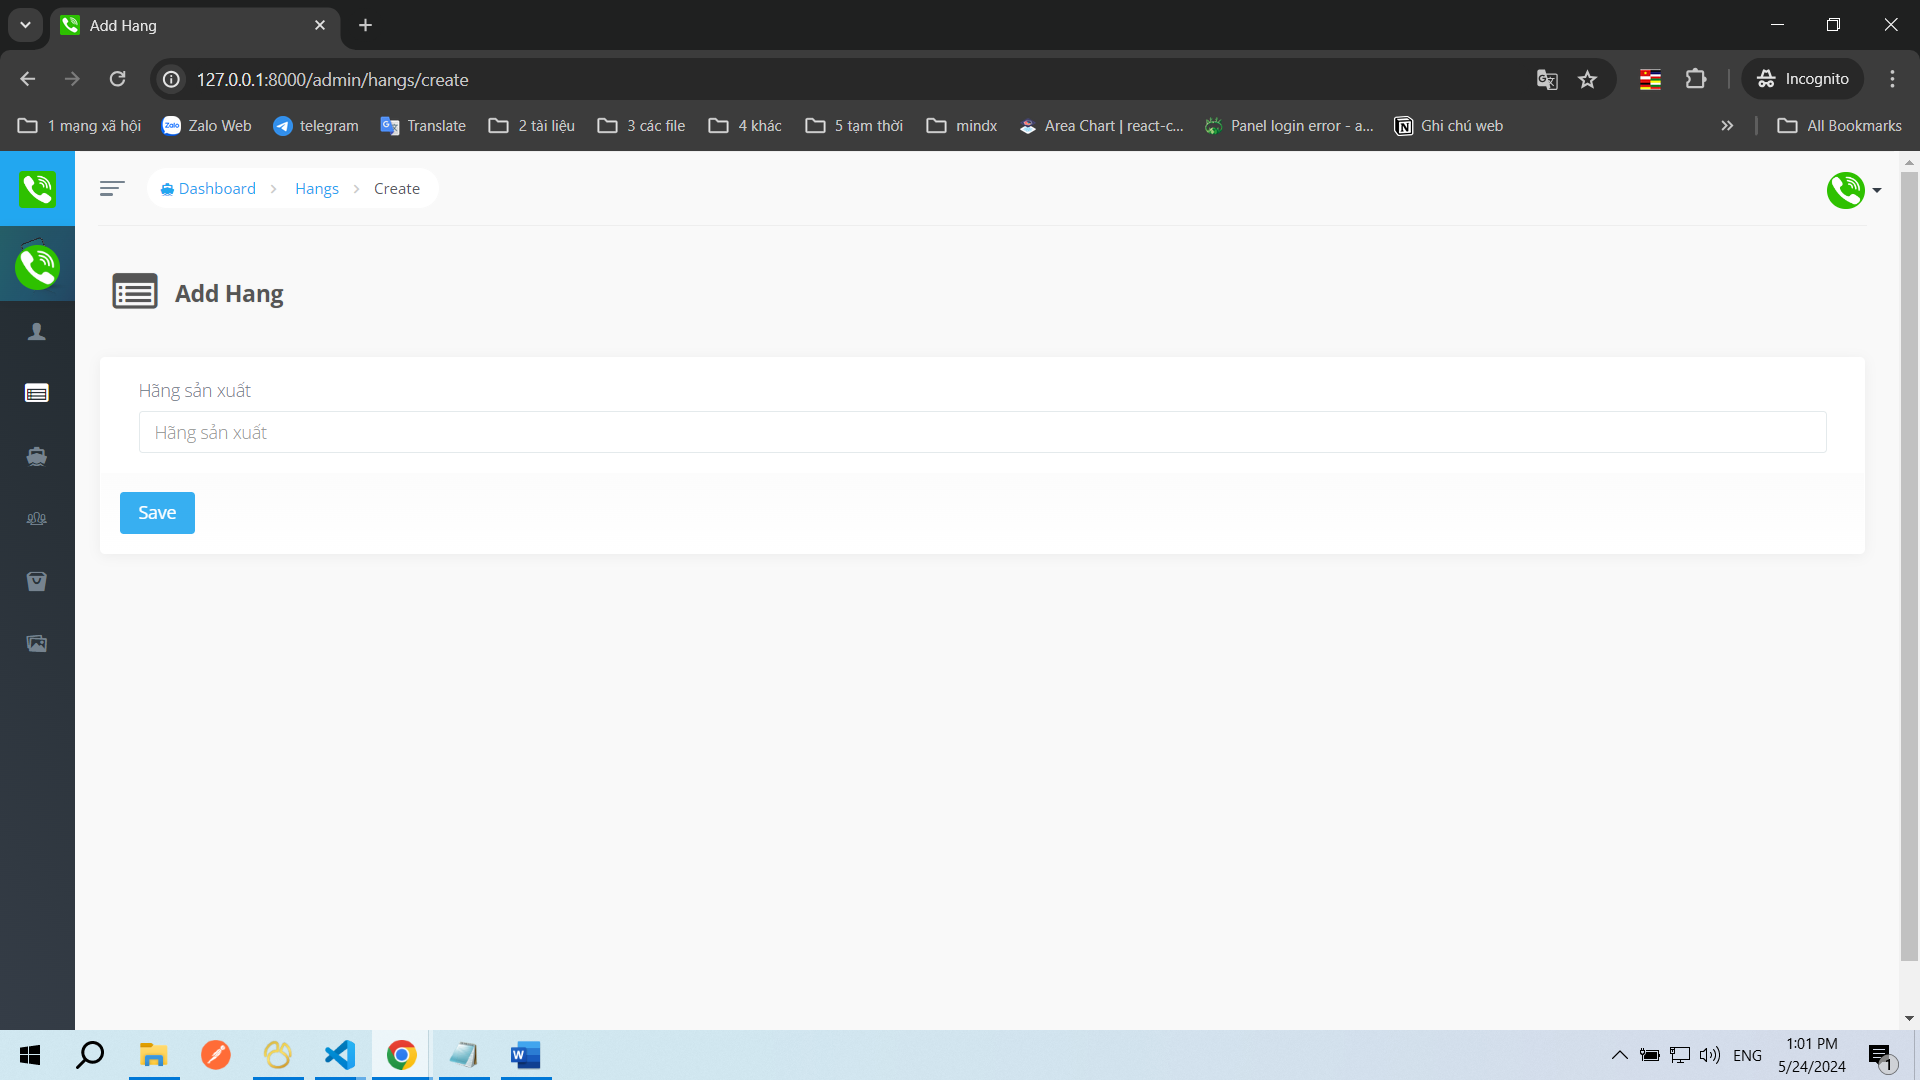 Add Hang
127.0.0.1:8000/admin/hangs/create
Incognito
1 mạng xã hội
Zalo Zalo Web
telegram
Translate
2 tài liệu
3 các file
4 khác
5 tạm thời
mindx
Area Chart | react-c...
Panel login error - a...
Ghi chú web
All Bookmarks
Dashboard
Hangs
Create
Add Hang
Hãng sản xuất
Hãng sản xuất
Save
ENG
1:01 PM
5/24/2024
1